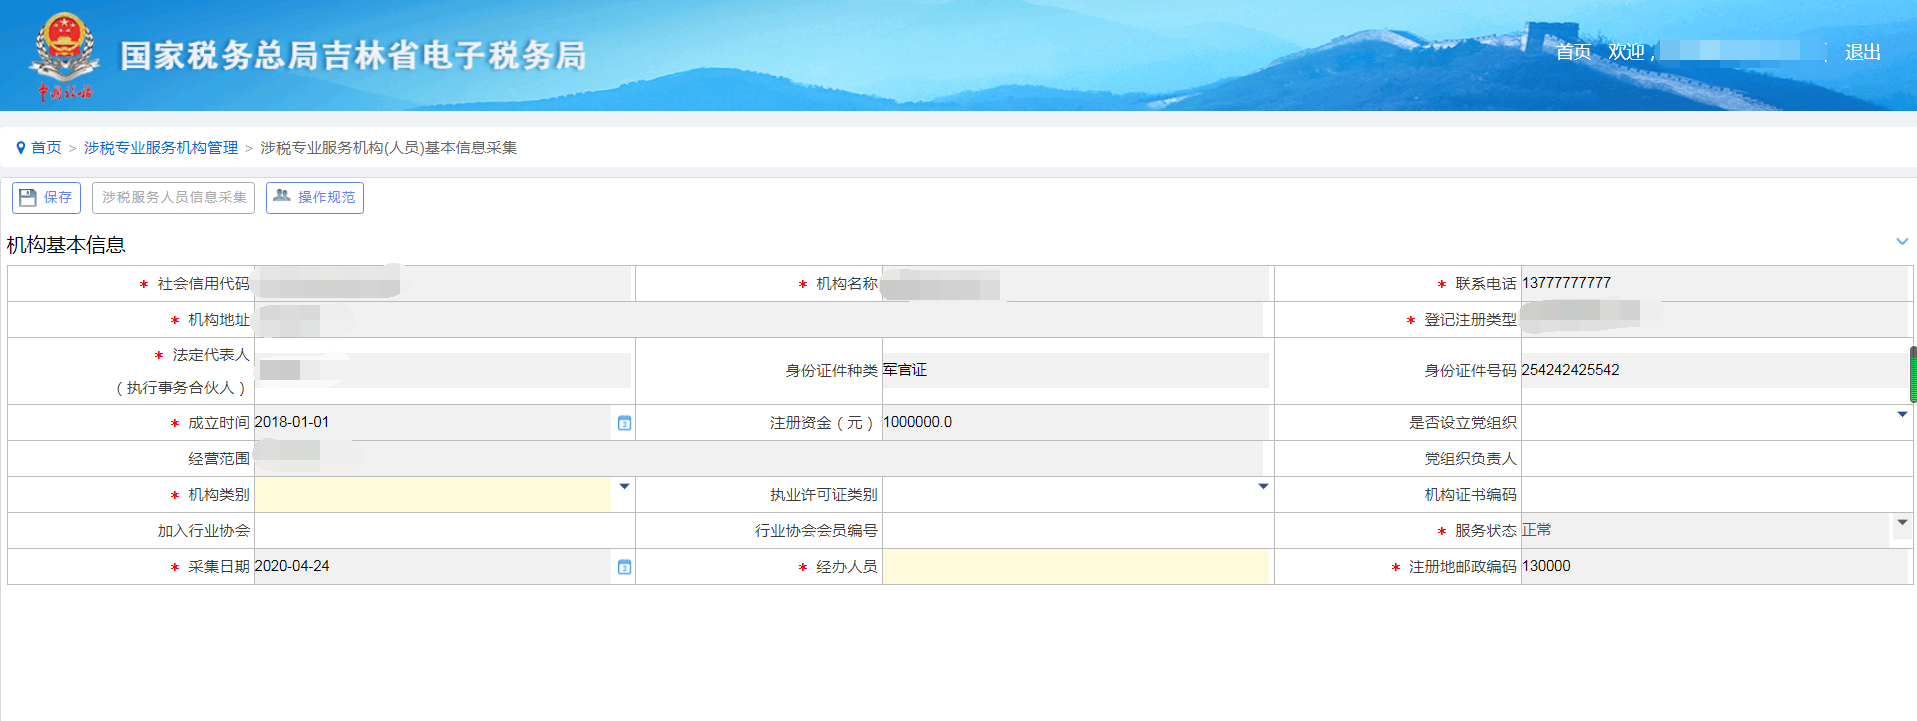 国家税务总局吉林省电子税务局
中国税务
首页 欢迎, 退出
首页 > 涉税专业服务机构管理 > 涉税专业服务机构(人员)基本信息采集
保存 涉税服务人员信息采集 操作规范
机构基本信息
* 社会信用代码 * 机构名称 * 联系电话 13777777777
* 机构地址 * 登记注册类型
* 法定代表人
（执行事务合伙人） 身份证件种类 军官证 身份证件号码 254242425542
* 成立时间 2018-01-01 注册资金（元） 1000000.0 是否设立党组织
经营范围 党组织负责人
* 机构类别 执业许可证类别 机构证书编码
加入行业协会 行业协会会员编号 * 服务状态 正常
* 采集日期 2020-04-24 * 经办人员 * 注册地邮政编码 130000